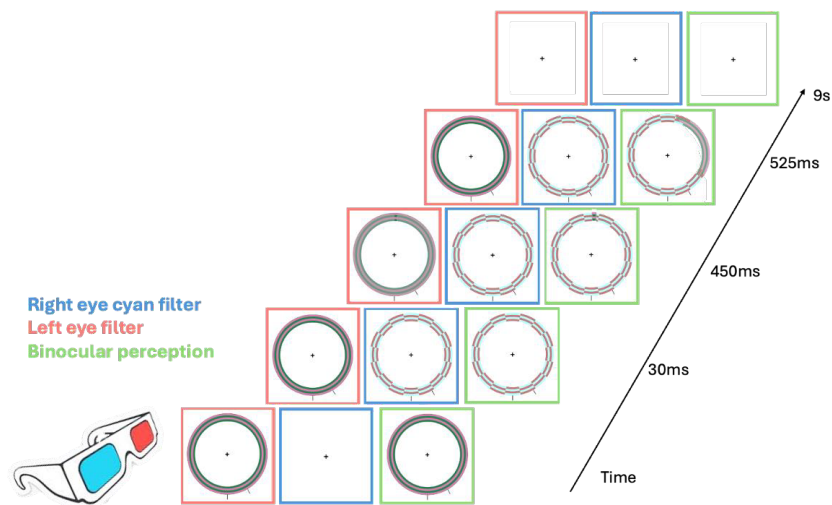 9s
525ms
450ms
Right eye cyan filter
Left eye filter
Binocular perception
30ms
Time